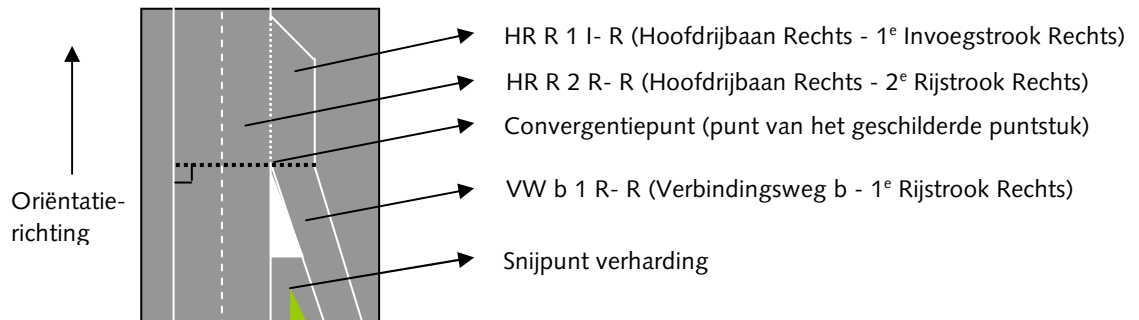 HR R 1 I- R (Hoofdrijbaan Rechts - 1e Invoegstrook Rechts)
HR R 2 R- R (Hoofdrijbaan Rechts - 2e Rijstrook Rechts)
Convergentiepunt (punt van het geschilderde puntstuk)
VW b 1 R- R (Verbindingsweg b - 1e Rijstrook Rechts)
Oriëntatie-
richting
Snijpunt verharding